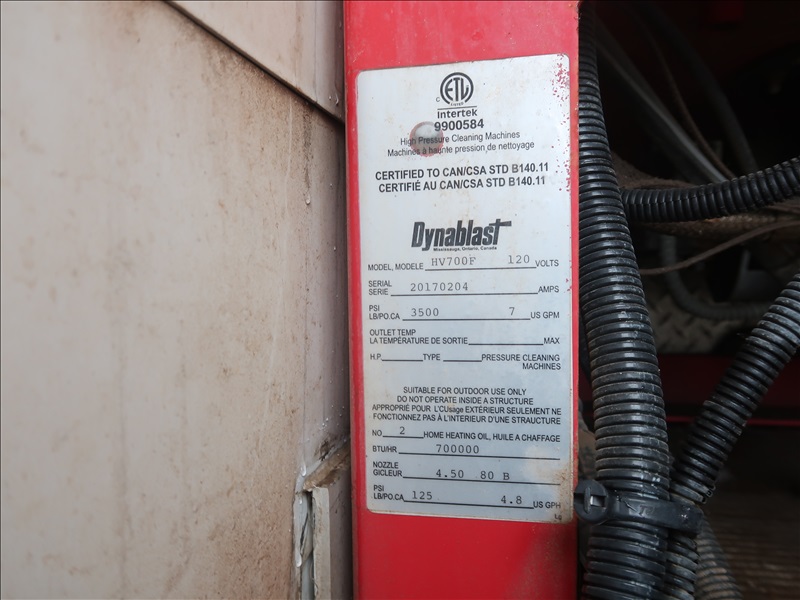 C ETL LISTED
Intertek
9900584
High Pressure Cleaning Machines
Machines à haunte pression,de nettoyage
CERTIFIED TO CAN/CSA STD B140.11
CERTIFIÉ AU CAN/CSA STD B140.11
Dynablast
Mississauga, Ontario, Canada
MODEL, MODELE HV700F 120 VOLTS
SERIAL
SERIE 20170204 AMPS
PSI
LB/PO.CA 3500 7 US GPM
OUTLET TEMP
LA TEMPÉRATURE DE SORTIE MAX
H.P. TYPE PRESSURE CLEANING
MACHINES
SUITABLE FOR OUTDOOR USE ONLY
DO NOT OPERATE INSIDE A STRUCTURE
APPROPRIÉ POUR L'CUsage EXTÉRIEUR SEULEMENT NE
FONCTIONNEZ PAS À L'INTERIEUR D'UNE STRAUCTURE
NO. 2 HOME HEATING OIL, HUILE A CHAFFAGE
BTU/HR 700000
NOZZLE
GICLEUR 4.50 80 B
PSI
LB/PO.CA 125 4.8 US GPH